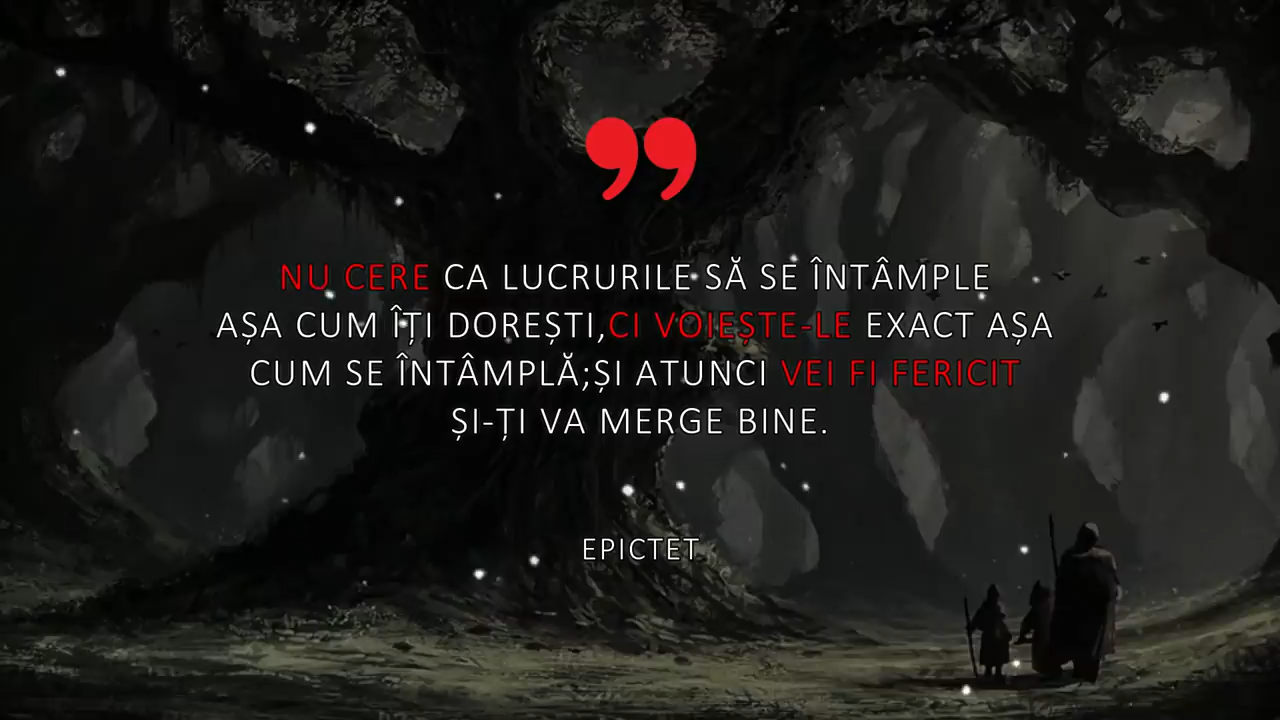 NU CERE CA LUCRURILE SĂ SE ÎNTÂMPLE
AȘA CUM ÎȚI DOREȘTI,CI VOIEȘTE-LE EXACT AȘA
CUM SE ÎNTÂMPLĂ;ȘI ATUNCI VEI FI FERICIT
ȘI-ȚI VA MERGE BINE.
EPICTET